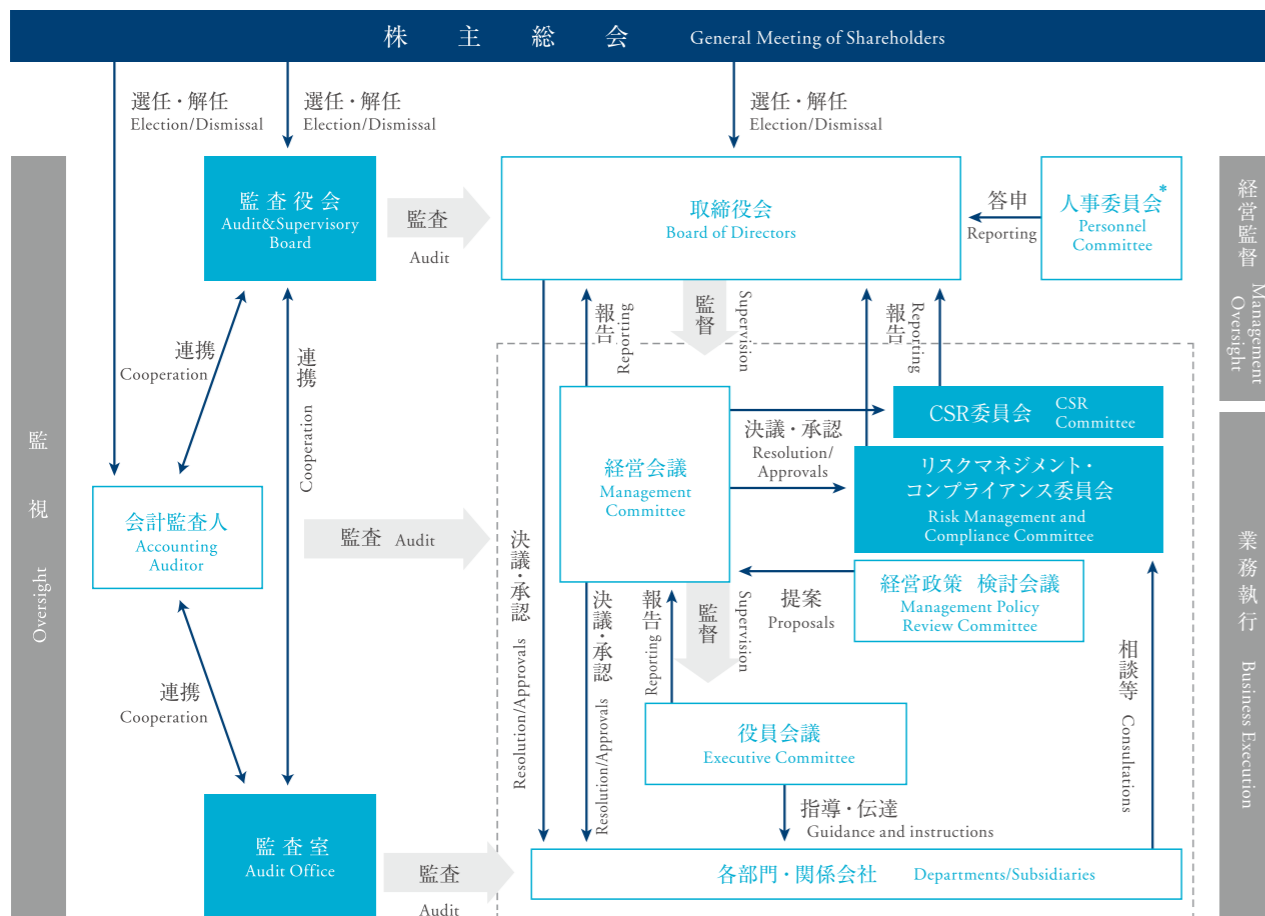 株主総会 General Meeting of Shareholders
選任・解任
Election/Dismissal
選任・解任
Election/Dismissal
選任・解任
Election/Dismissal
監査役会
Audit&Supervisory
Board
監査
Audit
取締役会
Board of Directors
答申
Reporting
人事委員会*
Personnel
Committee
経営監督 Management
Oversight
監視 Oversight
連携
Cooperation
連携 Cooperation
報告 Reporting
監督 Supervision
報告 Reporting
経営会議
Management
Committee
決議・承認
Resolution/
Approvals
CSR委員会 CSR
Committee
リスクマネジメント・
コンプライアンス委員会
Risk Management and
Compliance Committee
会計監査人
Accounting
Auditor
監査 Audit
経営政策 検討会議
Management Policy
Review Committee
提案
Proposals
業務執行 Business Execution
決議・承認 Resolution/Approvals
決議・承認 Resolution/Approvals
報告 Reporting
監督 Supervision
相談等 Consultations
連携
Cooperation
役員会議
Executive Committee
指導・伝達
Guidance and instructions
監査室
Audit Office
監査
Audit
各部門・関係会社 Departments/Subsidiaries